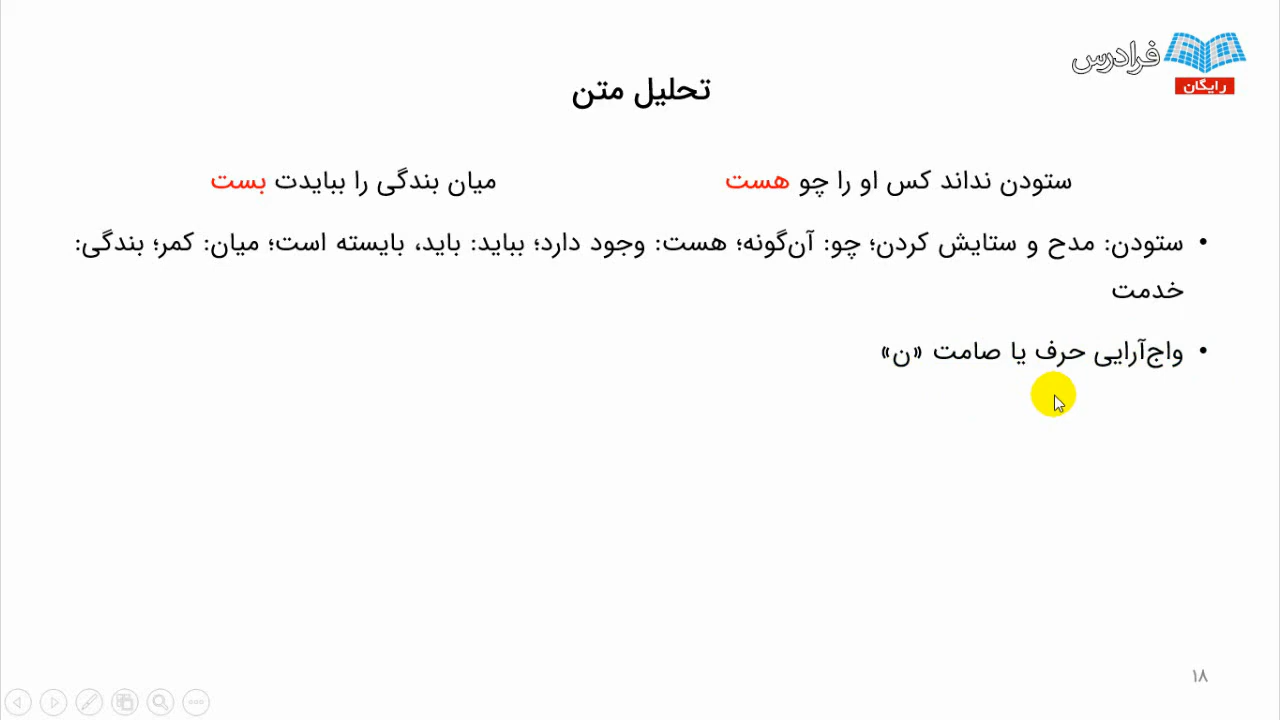 فرادرس
رایگان
تحلیل متن
ستودن نداند کس او را چو هست میان بندگی را ببایدت بست
• ستودن: مدح و ستایش کردن؛ چو: آن‌گونه؛ هست: وجود دارد؛ بباید: باید، بایسته است؛ میان: کمر؛ بندگی:
خدمت
• واج‌آرایی حرف یا صامت «ن»
۱۸